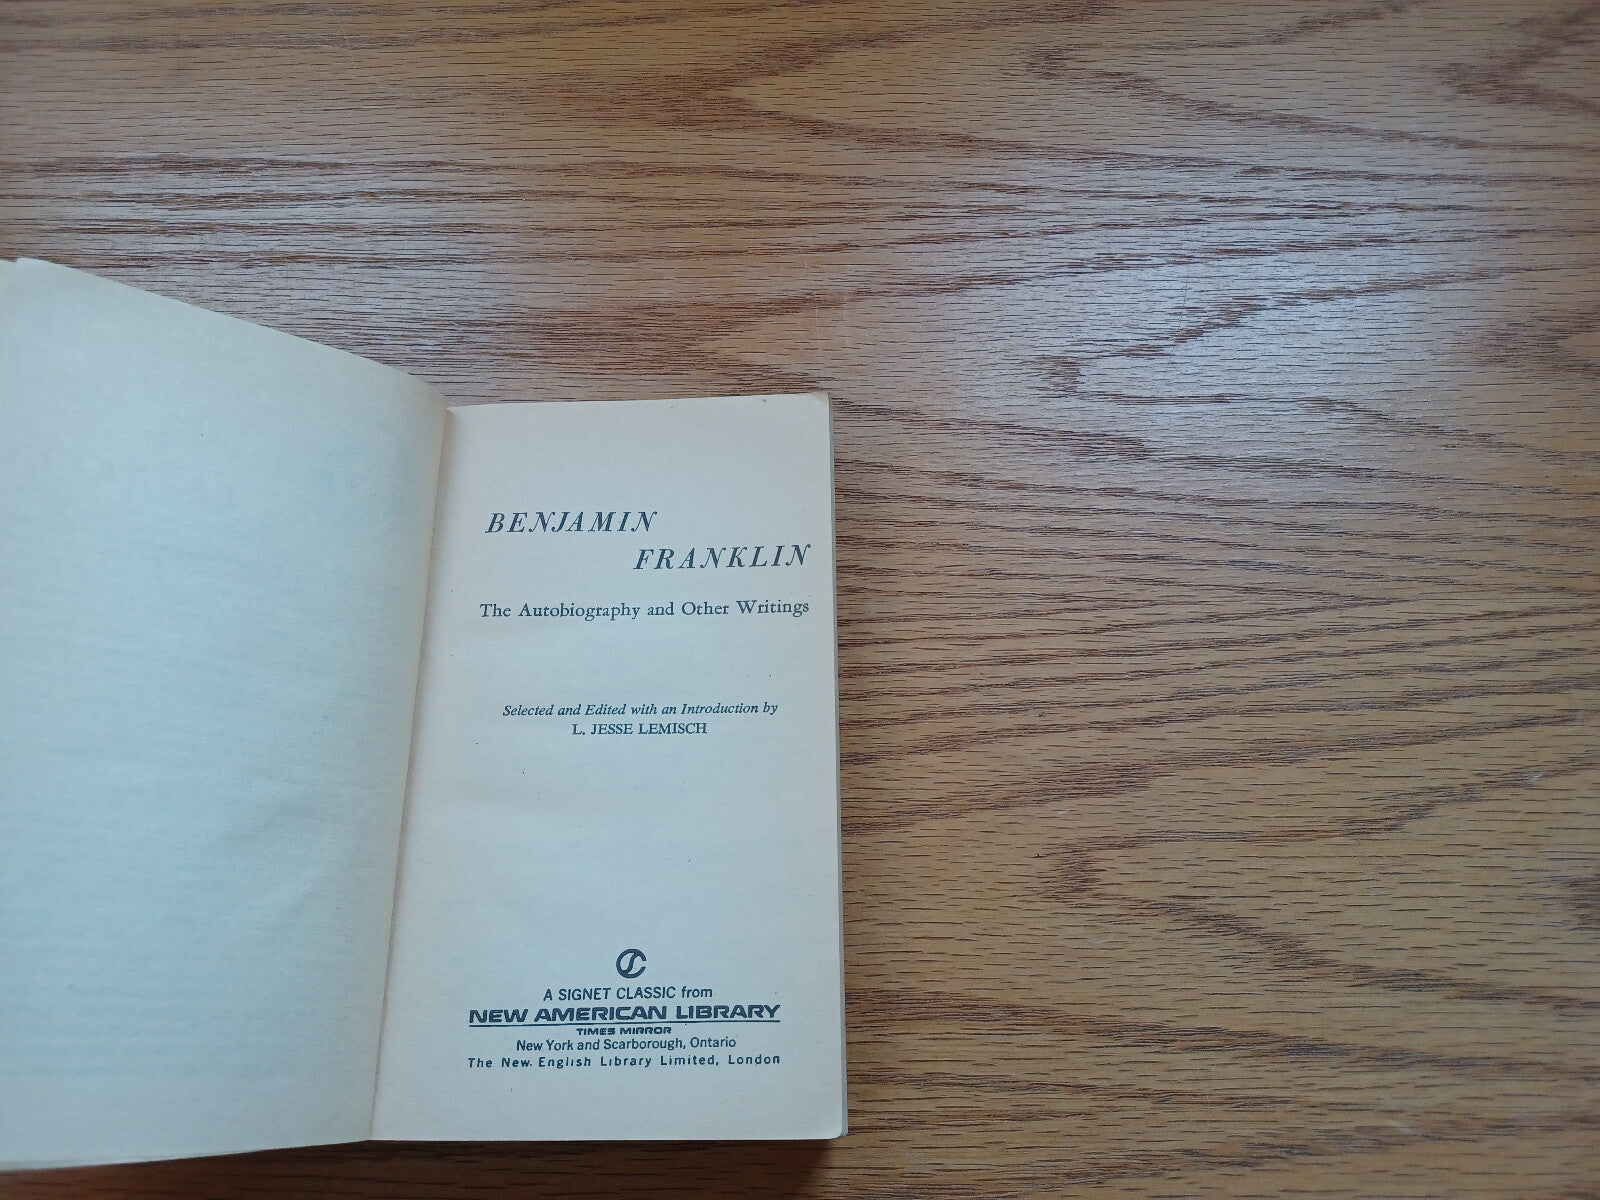 BENJAMIN
FRANKLIN
The Autobiography and Other Writings
Selected and Edited with an Introduction by
L. JESSE LEMISCH
A SIGNET CLASSIC from
NEW AMERICAN LIBRARY
TIMES MIRROR
New York and Scarborough, Ontario
The New English Library Limited, London